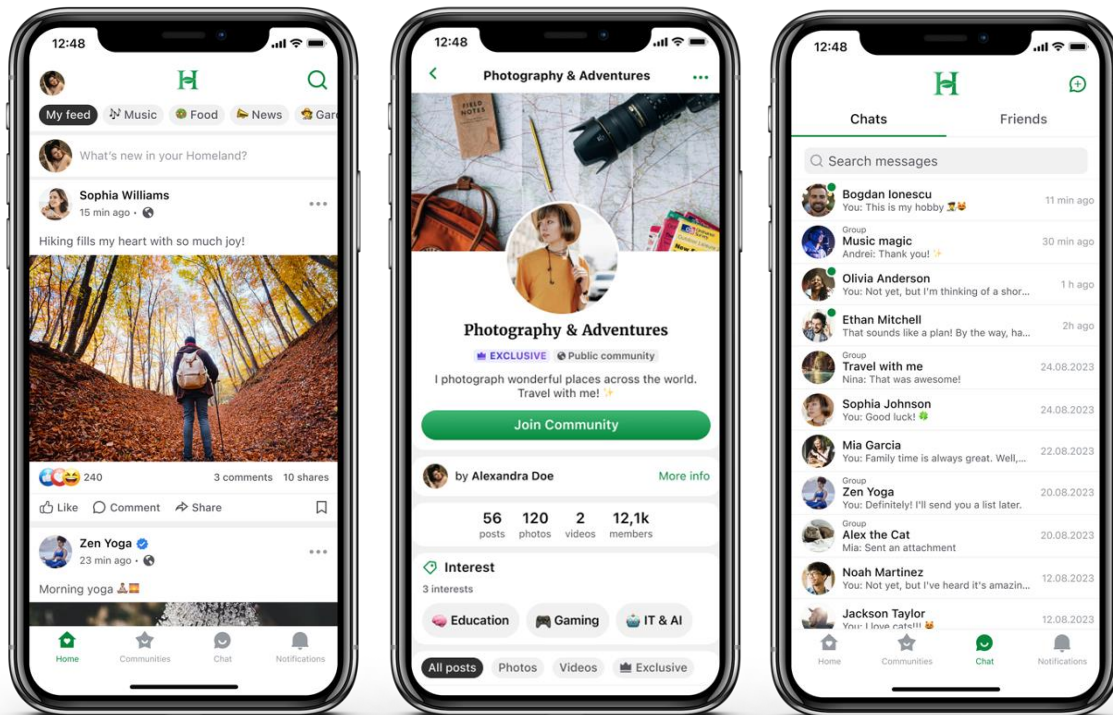 12:48
H
My feed
Music
Food
News
Gar
What's new in your Homeland?
Sophia Williams
15 min ago •
Hiking fills my heart with so much joy!
240
3 comments 10 shares
Like
Comment
Share
Zen Yoga
23 min ago •
Morning yoga
Home
Communities
Chat
Notifications
12:48
Photography & Adventures
FIELD
NOTES
Photography & Adventures
EXCLUSIVE
Public community
I photograph wonderful places across the world.
Travel with me!
Join Community
by Alexandra Doe
More info
56 120 2 12,1k
posts photos videos members
Interest
3 interests
Education
Gaming
IT & AI
All posts
Photos
Videos
Exclusive
12:48
H
Chats
Friends
Search messages
Bogdan Ionescu
You: This is my hobby
11 min ago
Group
Music magic
Andrei: Thank you!
30 min ago
Olivia Anderson
You: Not yet, but I'm thinking of a shor...
1 h ago
Ethan Mitchell
That sounds like a plan! By the way, ha...
2h ago
Group
Travel with me
Nina: That was awesome!
24.08.2023
Sophia Johnson
You: Good luck!
24.08.2023
Mia Garcia
You: Family time is always great. Well,...
22.08.2023
Group
Zen Yoga
You: Definitely! I'll send you a list later.
20.08.2023
Group
Alex the Cat
Mia: Sent an attachment
20.08.2023
Noah Martinez
You: Not yet, but I've heard it's amazin...
12.08.2023
Jackson Taylor
You: I love cats!!!
12.08.2023
Home
Communities
Chat
Notifications